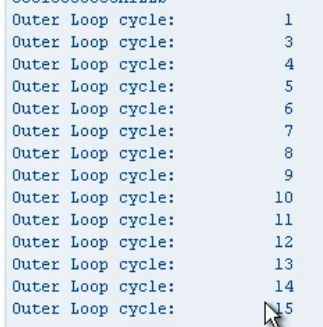 Outer Loop cycle: 1
Outer Loop cycle: 3
Outer Loop cycle: 4
Outer Loop cycle: 5
Outer Loop cycle: 6
Outer Loop cycle: 7
Outer Loop cycle: 8
Outer Loop cycle: 9
Outer Loop cycle: 10
Outer Loop cycle: 11
Outer Loop cycle: 12
Outer Loop cycle: 13
Outer Loop cycle: 14
Outer Loop cycle: 15